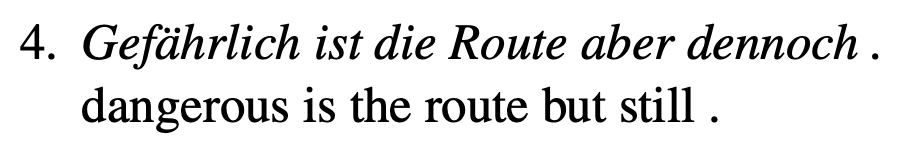 4. Gefährlich ist die Route aber dennoch .
dangerous is the route but still .